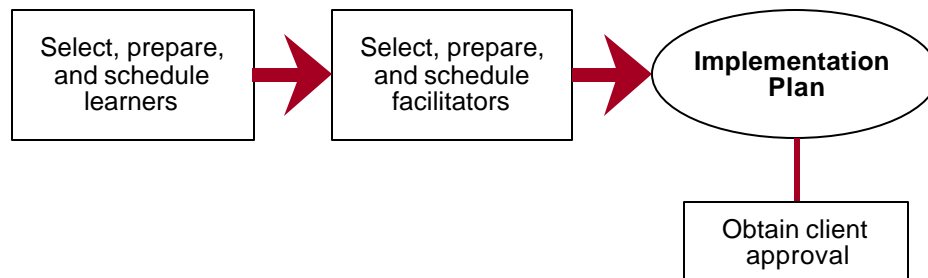 Select, prepare,
and schedule
learners
Select, prepare,
and schedule
facilitators
Implementation
Plan
Obtain client
approval